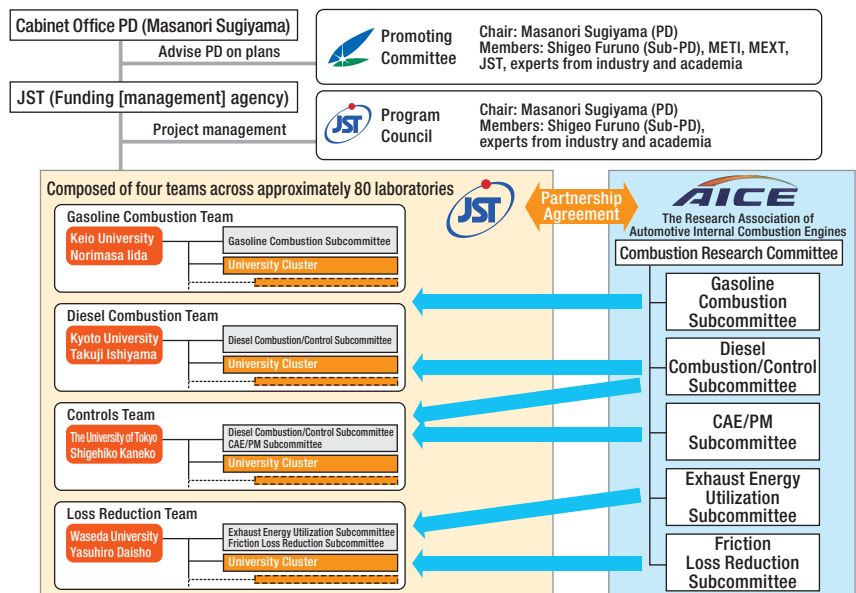 Cabinet Office PD (Masanori Sugiyama)
Advise PD on plans
Promoting
Committee
Chair: Masanori Sugiyama (PD)
Members: Shigeo Furuno (Sub-PD), METI, MEXT,
JST, experts from industry and academia
JST (Funding [management] agency)
Project management
JST
Program
Council
Chair: Masanori Sugiyama (PD)
Members: Shigeo Furuno (Sub-PD),
experts from industry and academia
Composed of four teams across approximately 80 laboratories
JST
Partnership
Agreement
AICE
The Research Association of
Automotive Internal Combustion Engines
Gasoline Combustion Team
Keio University
Norimasa Iida
Gasoline Combustion Subcommittee
University Cluster
Diesel Combustion Team
Kyoto University
Takuji Ishiyama
Diesel Combustion/Control Subcommittee
University Cluster
Controls Team
The University of Tokyo
Shigehiko Kaneko
Diesel Combustion/Control Subcommittee
CAE/PM Subcommittee
University Cluster
Loss Reduction Team
Waseda University
Yasuhiro Daisho
Exhaust Energy Utilization Subcommittee
Friction Loss Reduction Subcommittee
University Cluster
Combustion Research Committee
Gasoline
Combustion
Subcommittee
Diesel
Combustion/Control
Subcommittee
CAE/PM
Subcommittee
Exhaust Energy
Utilization
Subcommittee
Friction
Loss Reduction
Subcommittee